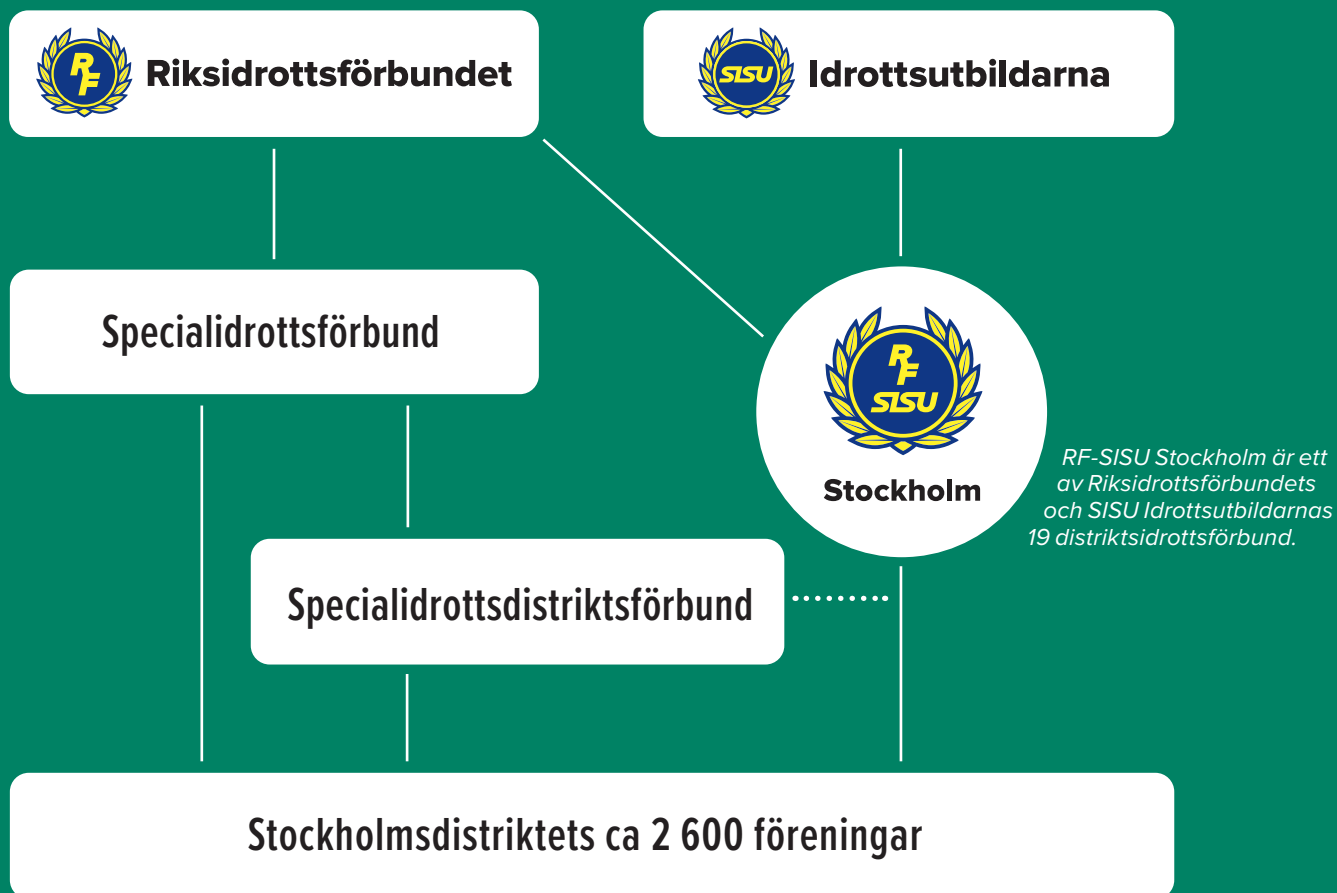 RF Riksidrottsförbundet
SISU Idrottsutbildarna
Specialidrottsförbund
RF
SISU
Stockholm
RF-SISU Stockholm är ett
av Riksidrottsförbundets
och SISU Idrottsutbildarnas
19 distriktsidrottsförbund.
Specialidrottsdistriktsförbund
Stockholmsdistriktets ca 2 600 föreningar